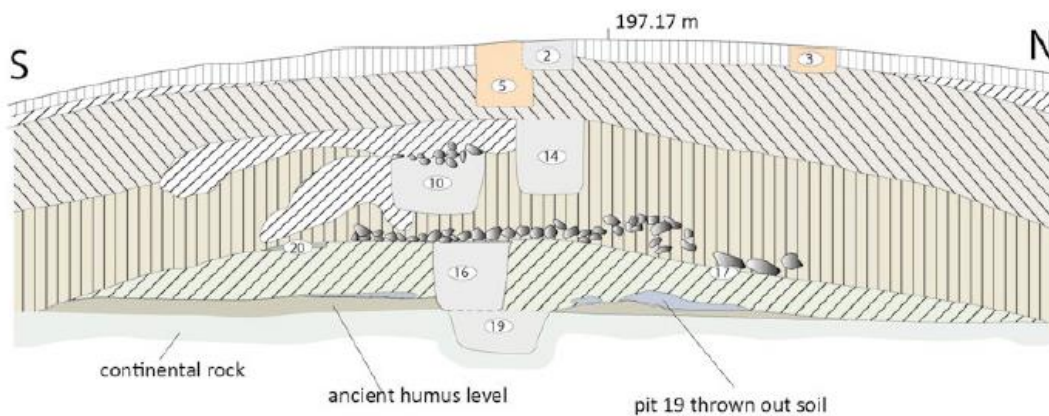 197.17 m
S
N
2
3
5
14
10
20
16
17
19
continental rock
ancient humus level
pit 19 thrown out soil